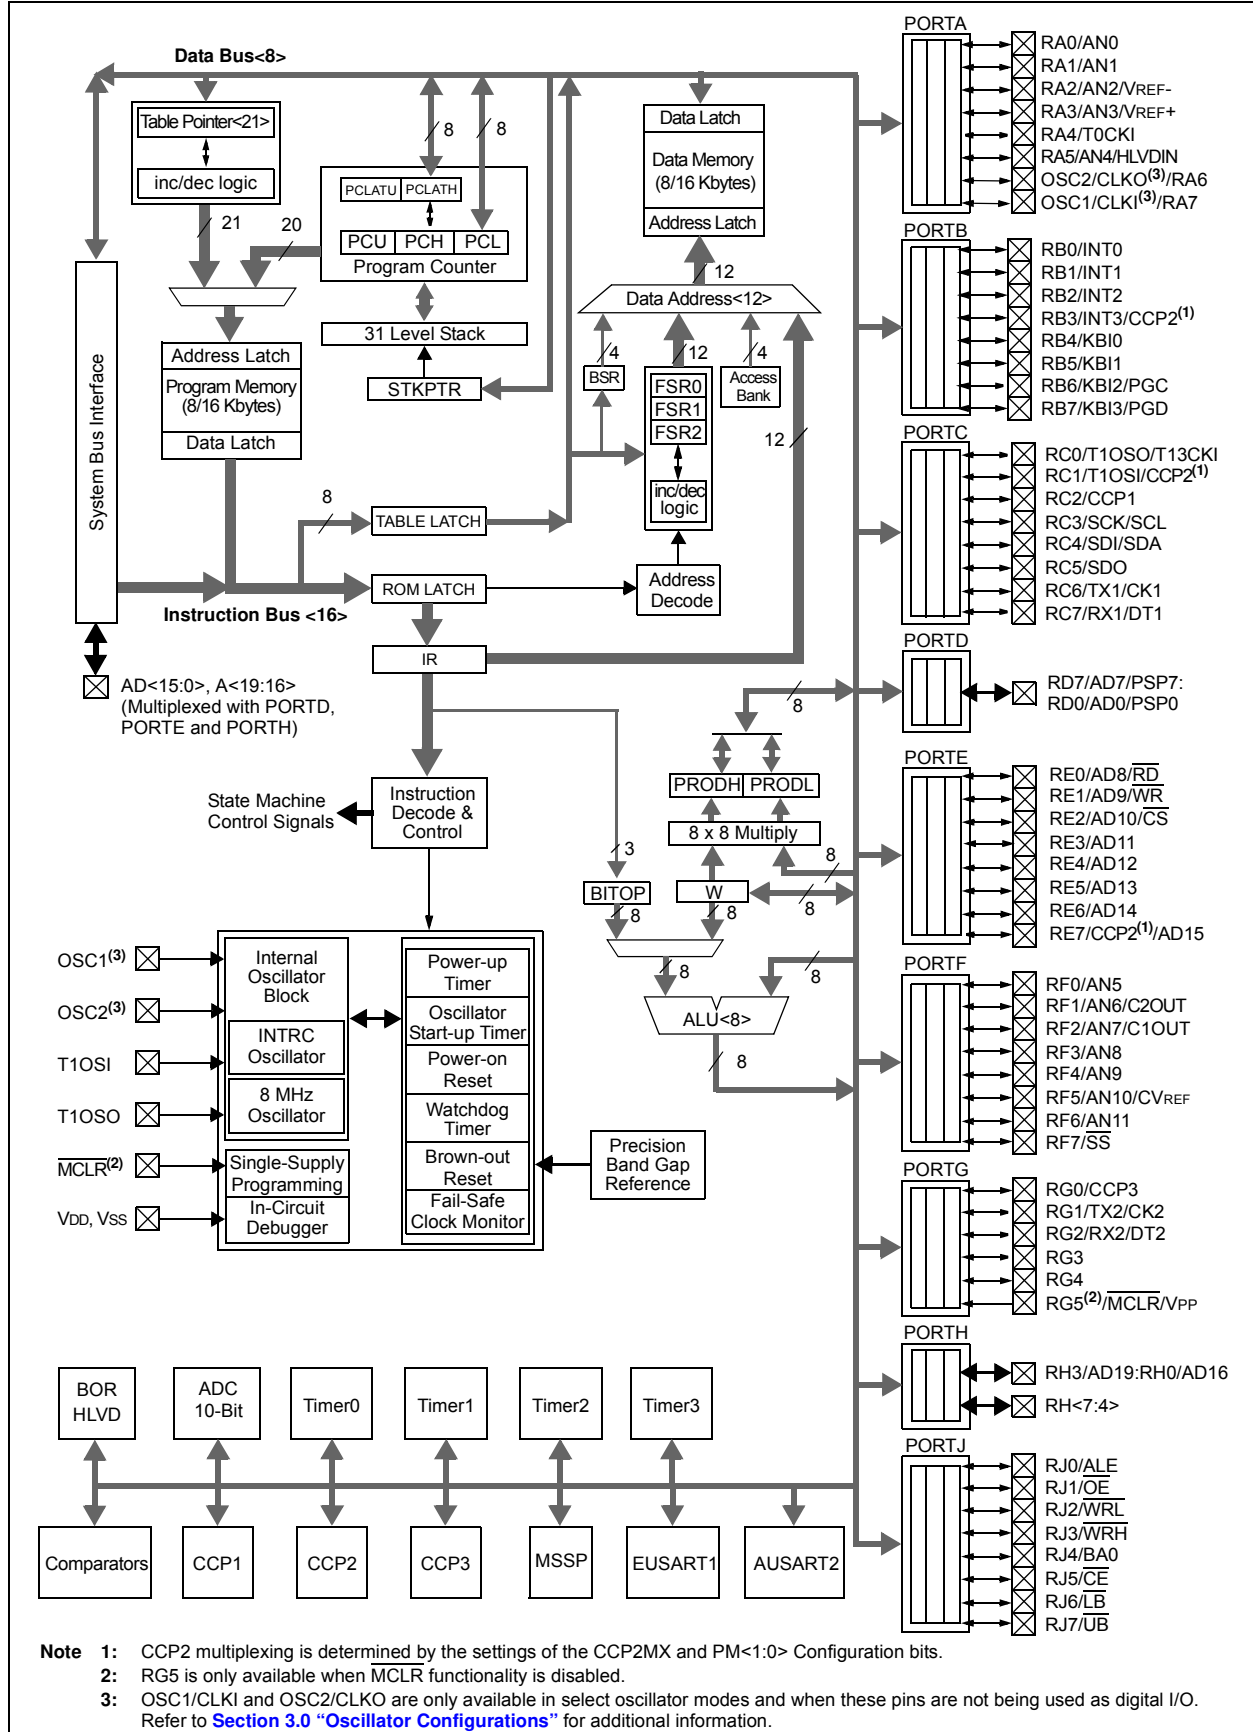 Data Bus<8>
Table Pointer<21>
inc/dec logic
21
20
PCLATU
PCLATH
8
8
PCU
PCH
PCL
Program Counter
31 Level Stack
STKPTR
System Bus Interface
Address Latch
Program Memory
(8/16 Kbytes)
Data Latch
Data Latch
Data Memory
(8/16 Kbytes)
Address Latch
12
Data Address<12>
4
12
4
BSR
FSR0
FSR1
FSR2
inc/dec
logic
Access
Bank
12
8
TABLE LATCH
ROM LATCH
Address
Decode
Instruction Bus <16>
IR
AD<15:0>, A<19:16>
(Multiplexed with PORTD,
PORTE and PORTH)
State Machine
Control Signals
Instruction
Decode &
Control
8
PRODH
PRODL
8 x 8 Multiply
3
8
BITOP
W
8
8
8
8
8
ALU<8>
8
OSC1(3)
OSC2(3)
T1OSI
T1OSO
MCLR(2)
VDD, VSS
Internal
Oscillator
Block
INTRC
Oscillator
8 MHz
Oscillator
Single-Supply
Programming
In-Circuit
Debugger
Power-up
Timer
Oscillator
Start-up Timer
Power-on
Reset
Watchdog
Timer
Brown-out
Reset
Fail-Safe
Clock Monitor
Precision
Band Gap
Reference
BOR
HLVD
ADC
10-Bit
Timer0
Timer1
Timer2
Timer3
Comparators
CCP1
CCP2
CCP3
MSSP
EUSART1
AUSART2
PORTA
RA0/AN0
RA1/AN1
RA2/AN2/VREF-
RA3/AN3/VREF+
RA4/T0CKI
RA5/AN4/HLVDIN
OSC2/CLKO(3)/RA6
OSC1/CLKI(3)/RA7
PORTB
RB0/INT0
RB1/INT1
RB2/INT2
RB3/INT3/CCP2(1)
RB4/KBI0
RB5/KBI1
RB6/KBI2/PGC
RB7/KBI3/PGD
PORTC
RC0/T1OSO/T13CKI
RC1/T1OSI/CCP2(1)
RC2/CCP1
RC3/SCK/SCL
RC4/SDI/SDA
RC5/SDO
RC6/TX1/CK1
RC7/RX1/DT1
PORTD
RD7/AD7/PSP7:
RD0/AD0/PSP0
PORTE
RE0/AD8/RD
RE1/AD9/WR
RE2/AD10/CS
RE3/AD11
RE4/AD12
RE5/AD13
RE6/AD14
RE7/CCP2(1)/AD15
PORTF
RF0/AN5
RF1/AN6/C2OUT
RF2/AN7/C1OUT
RF3/AN8
RF4/AN9
RF5/AN10/CVREF
RF6/AN11
RF7/SS
PORTG
RG0/CCP3
RG1/TX2/CK2
RG2/RX2/DT2
RG3
RG4
RG5(2)/MCLR/VPP
PORTH
RH3/AD19:RH0/AD16
RH<7:4>
PORTJ
RJ0/ALE
RJ1/OE
RJ2/WRL
RJ3/WRH
RJ4/BA0
RJ5/CE
RJ6/LB
RJ7/UB
Note 1: CCP2 multiplexing is determined by the settings of the CCP2MX and PM<1:0> Configuration bits.
2: RG5 is only available when MCLR functionality is disabled.
3: OSC1/CLKI and OSC2/CLKO are only available in select oscillator modes and when these pins are not being used as digital I/O.
Refer to Section 3.0 “Oscillator Configurations” for additional information.